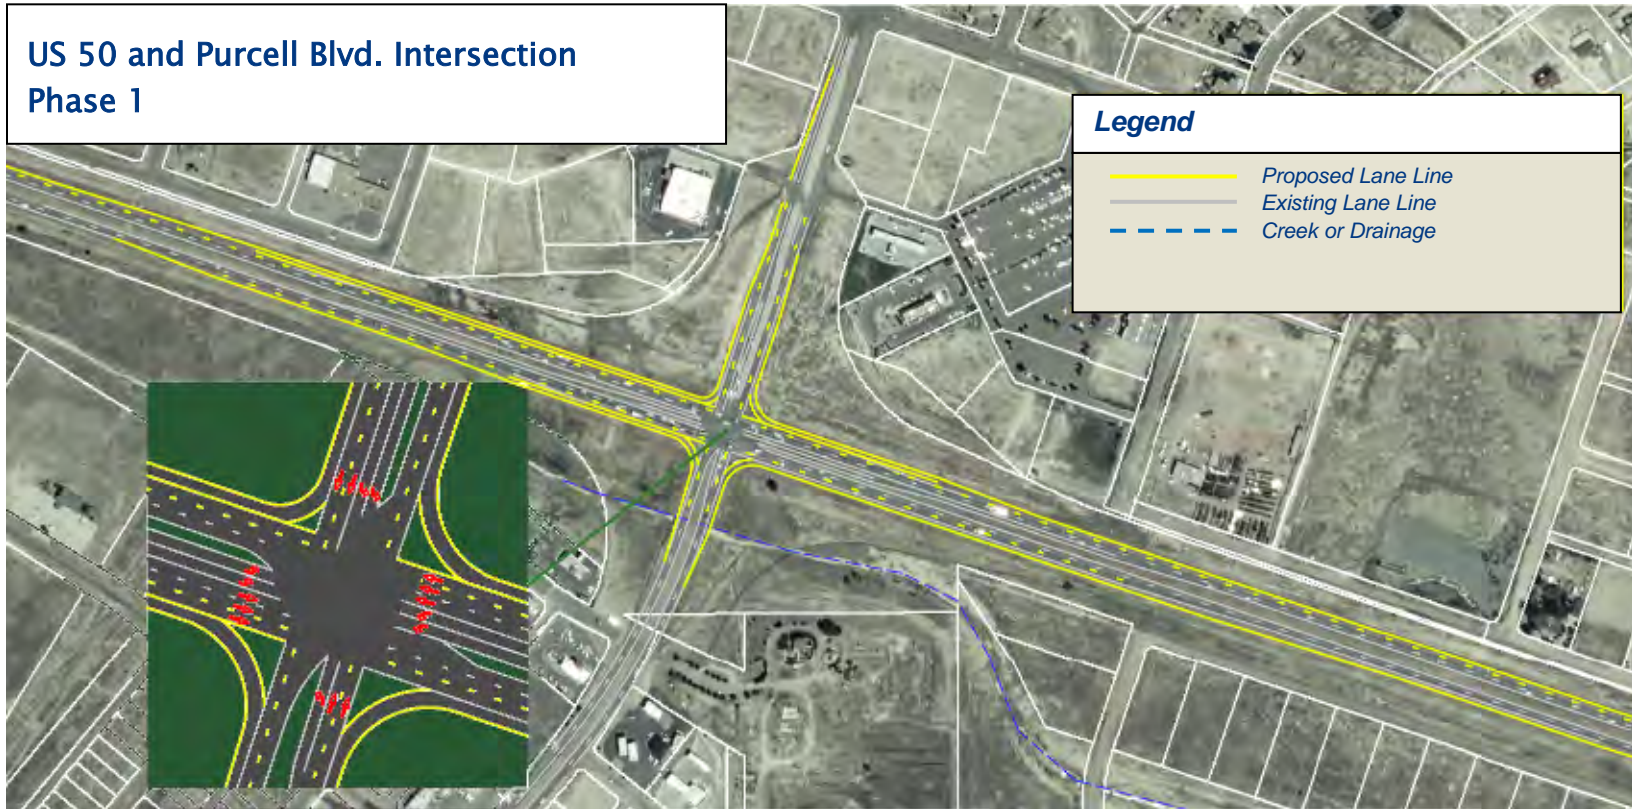 US 50 and Purcell Blvd. Intersection
Phase 1
Legend
Proposed Lane Line
Existing Lane Line
Creek or Drainage